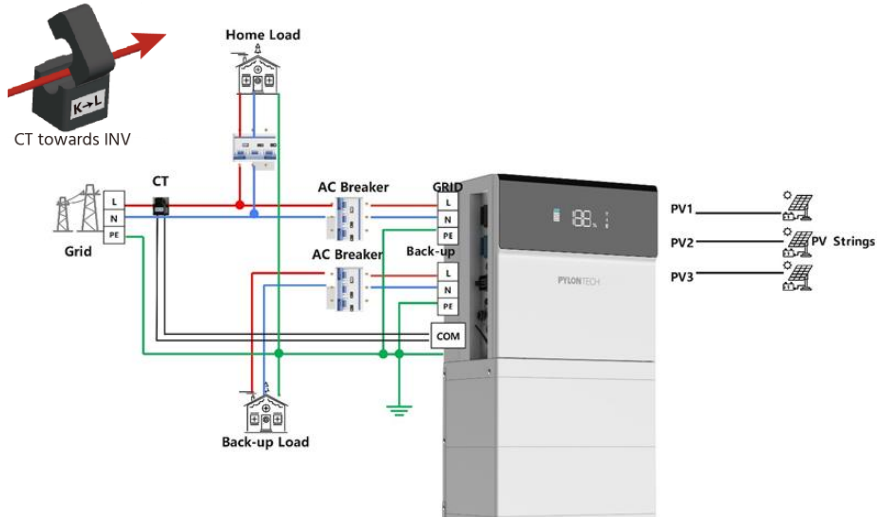 Home Load
K→L
CT towards INV
CT
AC Breaker
GRID
L
N
PE
Grid
L
N
PE
Back-up
AC Breaker
L
N
PE
COM
Back-up Load
PYLONTECH
PV1
PV2
PV Strings
PV3